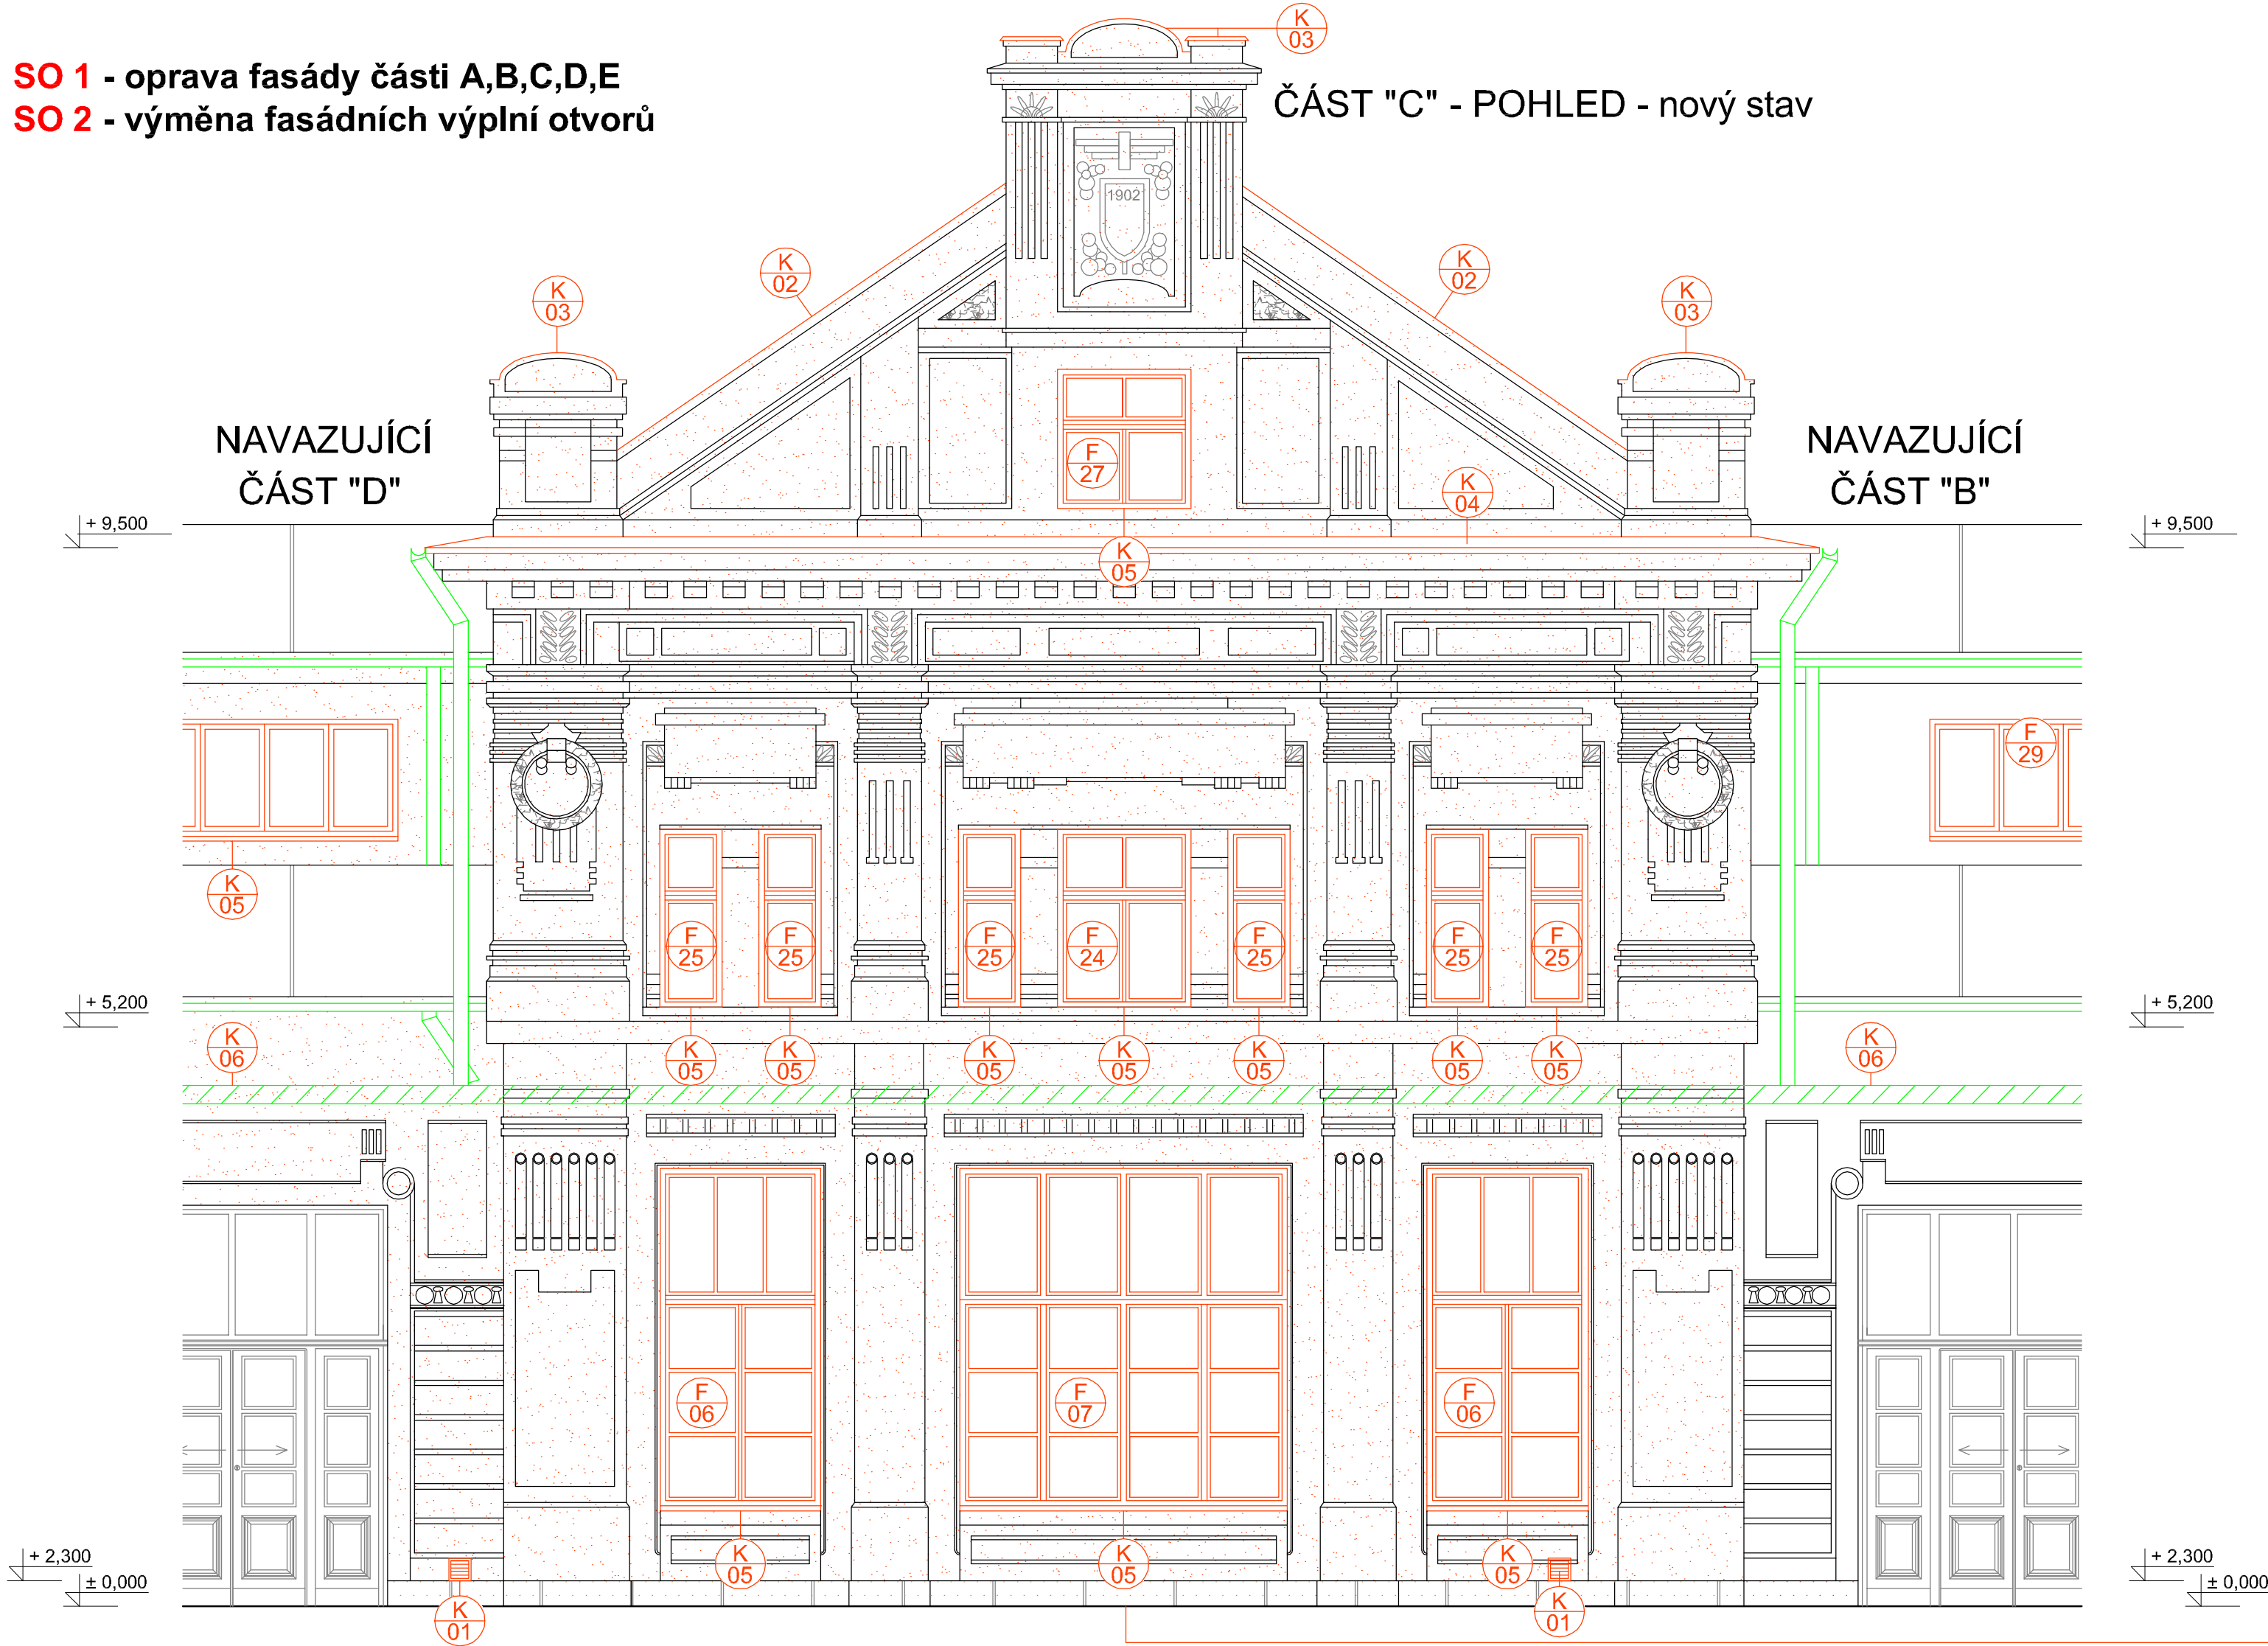 K
03
SO 1 - oprava fasády části A,B,C,D,E
SO 2 - výměna fasádních výplní otvorů
ČÁST "C" - POHLED - nový stav
1902
K
02
K
02
K
03
K
03
NAVAZUJÍCÍ
ČÁST "D"
NAVAZUJÍCÍ
ČÁST "B"
F
27
K
04
+ 9,500
+ 9,500
K
05
F
29
K
05
F
25
F
25
F
25
F
24
F
25
F
25
F
25
+ 5,200
+ 5,200
K
06
K
06
K
05
K
05
K
05
K
05
K
05
K
05
K
05
F
06
F
07
F
06
+ 2,300
± 0,000
+ 2,300
± 0,000
K
05
K
05
K
05
K
01
K
01